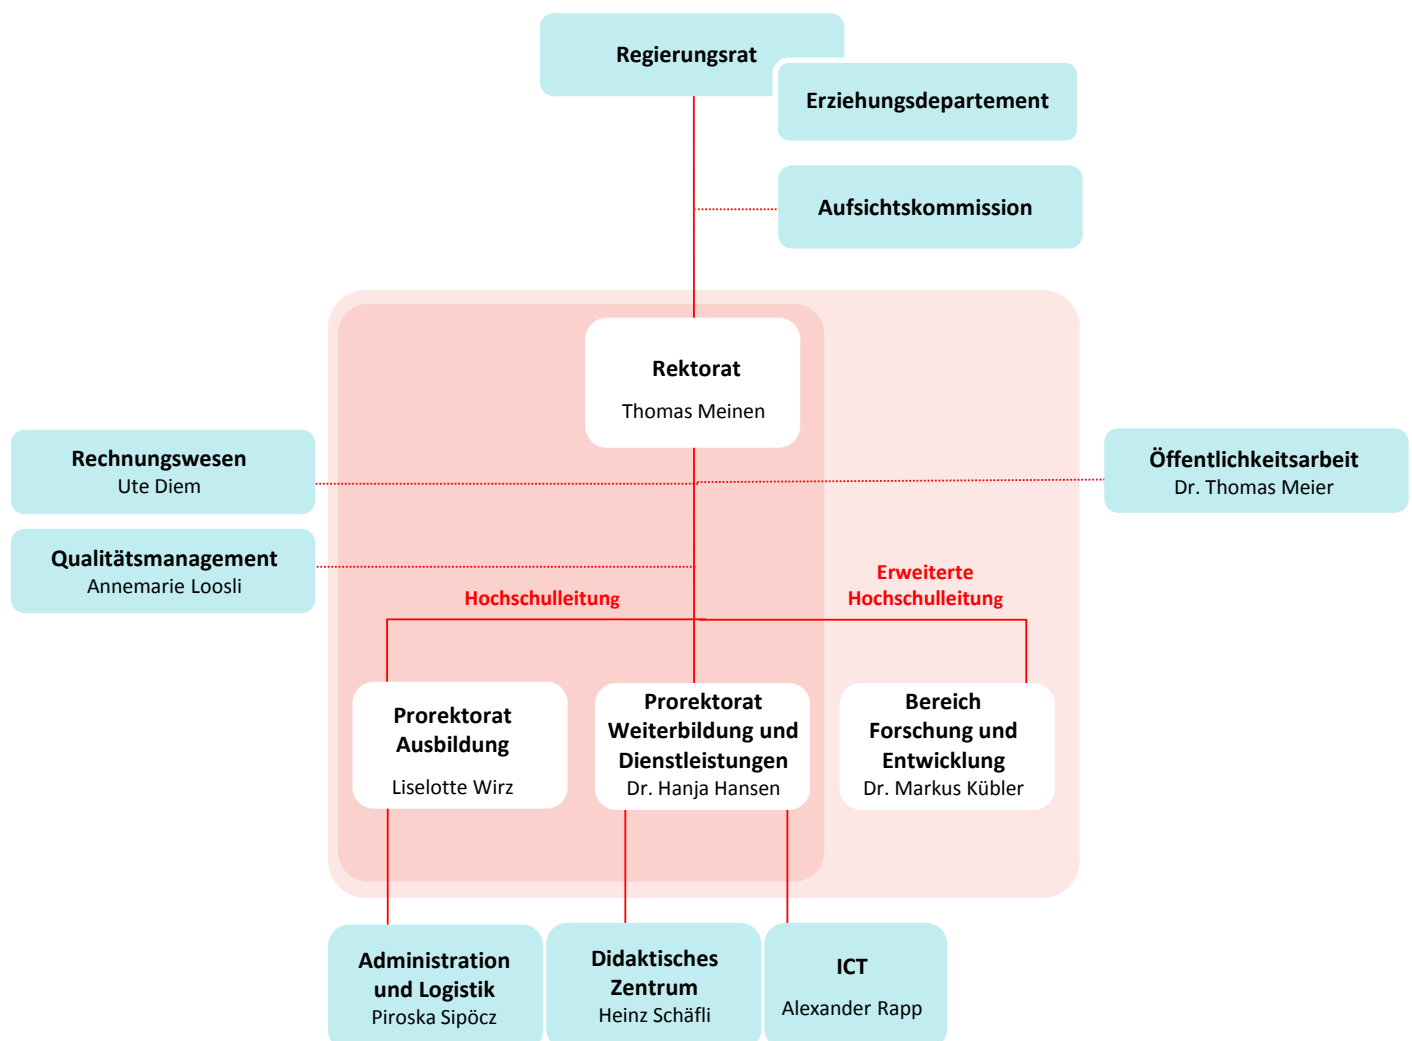 Regierungsrat
Erziehungsdepartement
Aufsichtskommission
Rektorat
Thomas Meinen
Rechnungswesen
Ute Diem
Öffentlichkeitsarbeit
Dr. Thomas Meier
Qualitätsmanagement
Annemarie Loosli
Hochschulleitung
Erweiterte
Hochschulleitung
Prorektorat
Ausbildung
Liselotte Wirz
Prorektorat
Weiterbildung und
Dienstleistungen
Dr. Hanja Hansen
Bereich
Forschung und
Entwicklung
Dr. Markus Kübler
Administration
und Logistik
Piroska Sipöcz
Didaktisches
Zentrum
Heinz Schäfli
ICT
Alexander Rapp